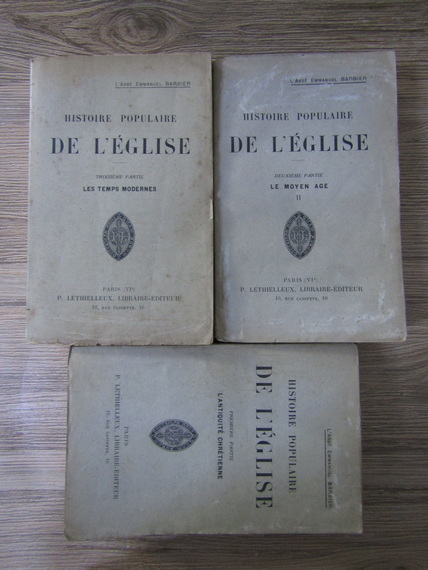 L'Abbé Emmanuel BARBIER
HISTOIRE POPULAIRE
DE L'ÉGLISE
TROISIÈME PARTIE
LES TEMPS MODERNES
PARIS (VIe)
P. LETHIELLEUX, LIBRAIRE-ÉDITEUR
10, RUE CASSETTE, 10
L'Abbé Emmanuel BARBIER
HISTOIRE POPULAIRE
DE L'ÉGLISE
DEUXIÈME PARTIE
LE MOYEN AGE
II
PARIS (VIe)
P. LETHIELLEUX, LIBRAIRE-ÉDITEUR
10, RUE CASSETTE, 10
L'Abbé Emmanuel BARBIER
HISTOIRE POPULAIRE
DE L'ÉGLISE
PREMIÈRE PARTIE
L'ANTIQUITÉ CHRÉTIENNE
PARIS
P. LETHIELLEUX, LIBRAIRE-ÉDITEUR
10, RUE CASSETTE, 10